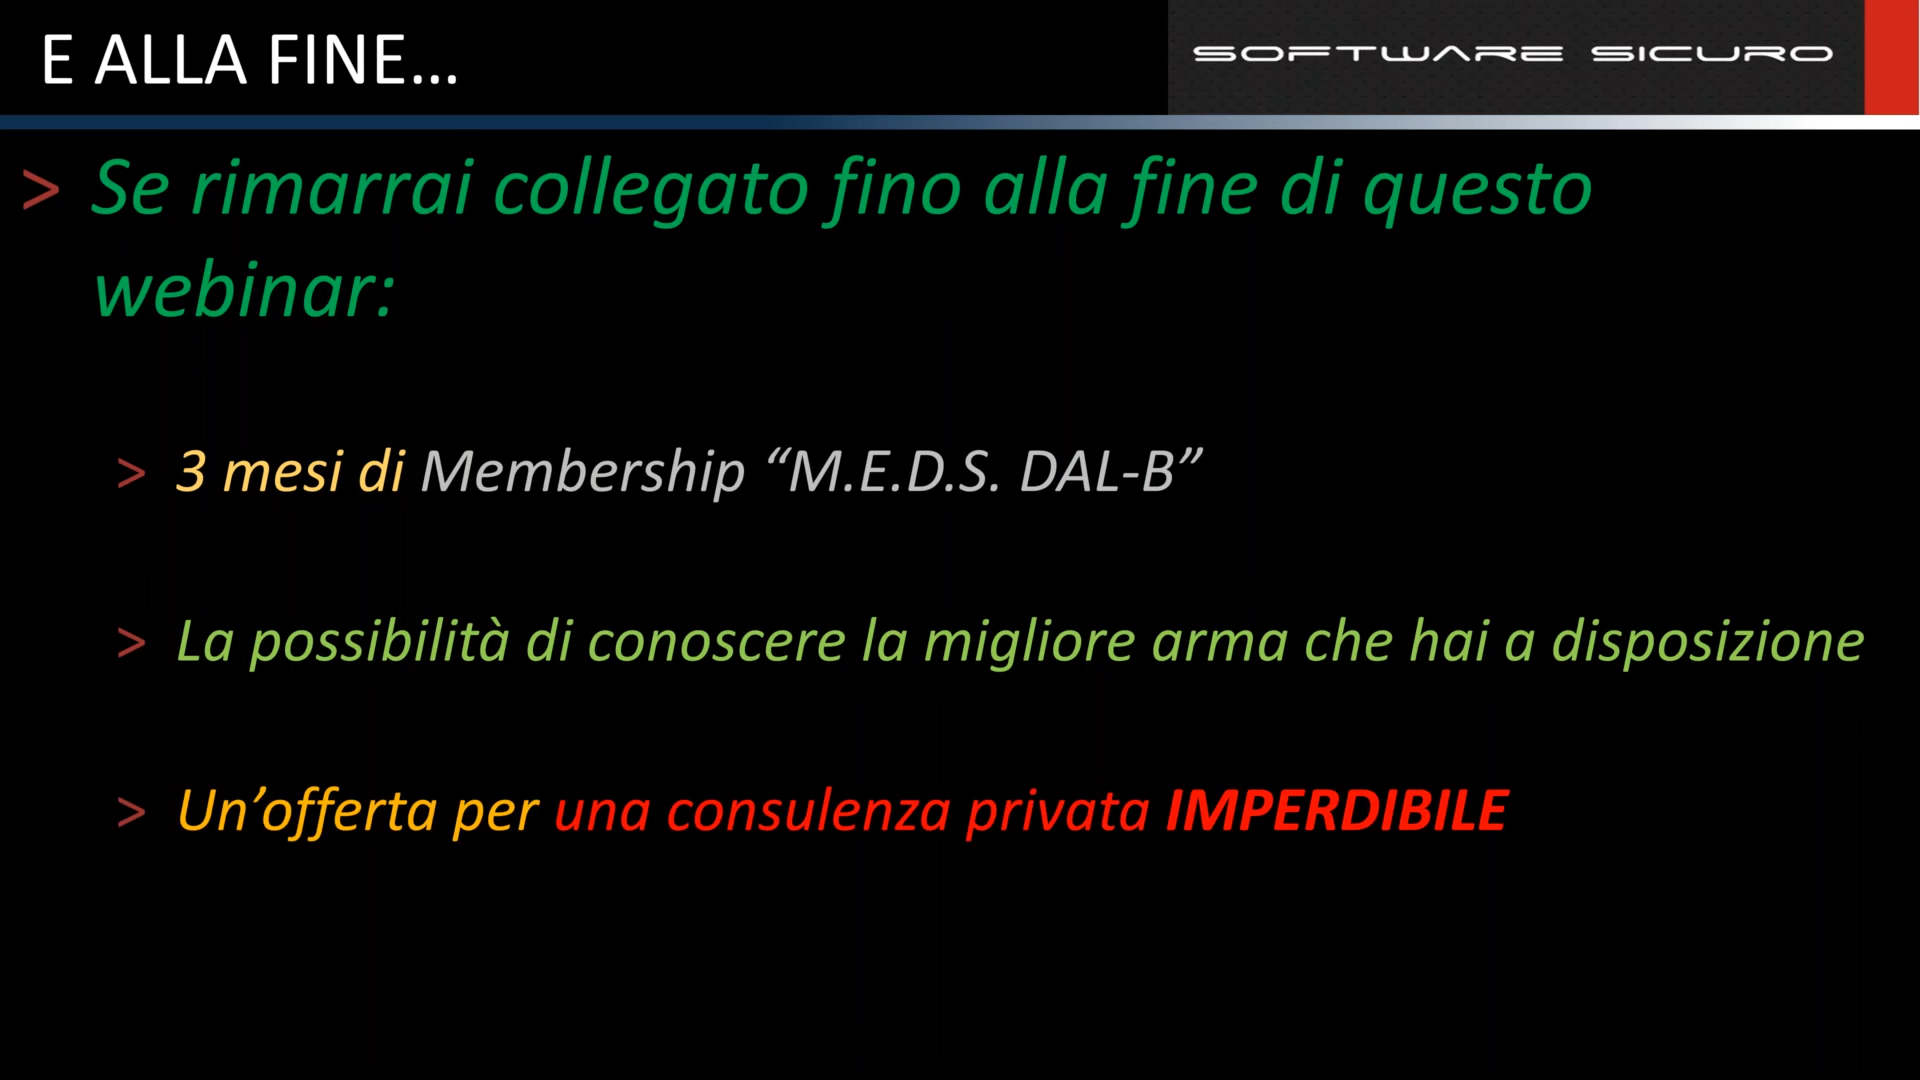 E ALLA FINE...
SOFTWARE SICURO
> Se rimarrai collegato fino alla fine di questo
webinar:
> 3 mesi di Membership “M.E.D.S. DAL-B”
> La possibilità di conoscere la migliore arma che hai a disposizione
> Un’offerta per una consulenza privata IMPERDIBILE